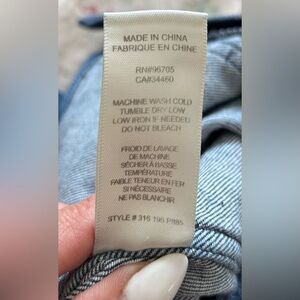 MADE IN CHINA
FABRIQUE EN CHINE
RN#96705
CA#34460
MACHINE WASH COLD
TUMBLE DRY LOW
LOW IRON IF NEEDED
DO NOT BLEACH
FROID DE LAVAGE
DE MACHINE
SÉCHER À BASSE
TEMPÉRATURE
FAIBLE TENEUR EN FER
SI NÉCESSAIRE
NE PAS BLANCHIR
STYLE # 316 196 P885